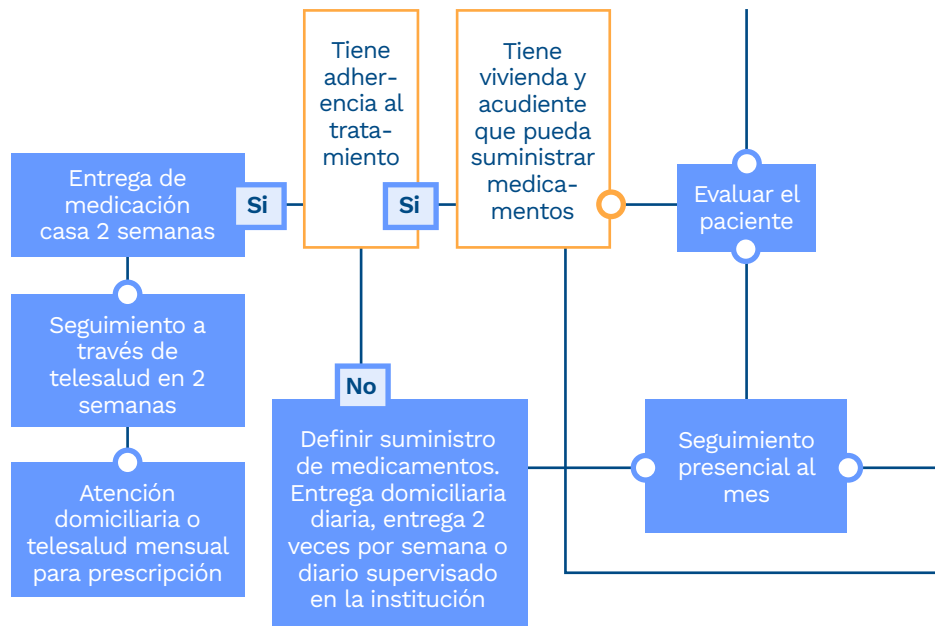 Tiene
adher-
encia al
trata-
miento
Tiene
vivienda y
acudiente
que pueda
suministrar
medica-
mentos
Entrega de
medicación
casa 2 semanas
Si
Si
Evaluar el
paciente
Seguimiento a
través de
telesalud en 2
semanas
No
Definir suministro
de medicamentos.
Entrega domiciliaria
diaria, entrega 2
veces por semana o
diario supervisado
en la institución
Seguimiento
presencial al
mes
Atención
domiciliaria o
telesalud mensual
para prescripción